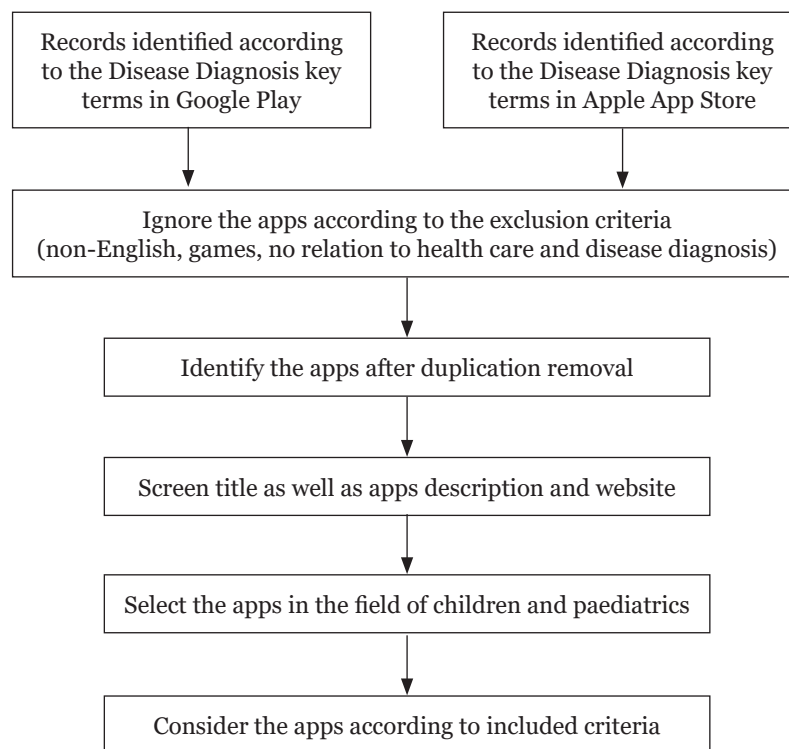 Records identified according
to the Disease Diagnosis key
terms in Google Play
Records identified according
to the Disease Diagnosis key
terms in Apple App Store
Ignore the apps according to the exclusion criteria
(non-English, games, no relation to health care and disease diagnosis)
Identify the apps after duplication removal
Screen title as well as apps description and website
Select the apps in the field of children and paediatrics
Consider the apps according to included criteria